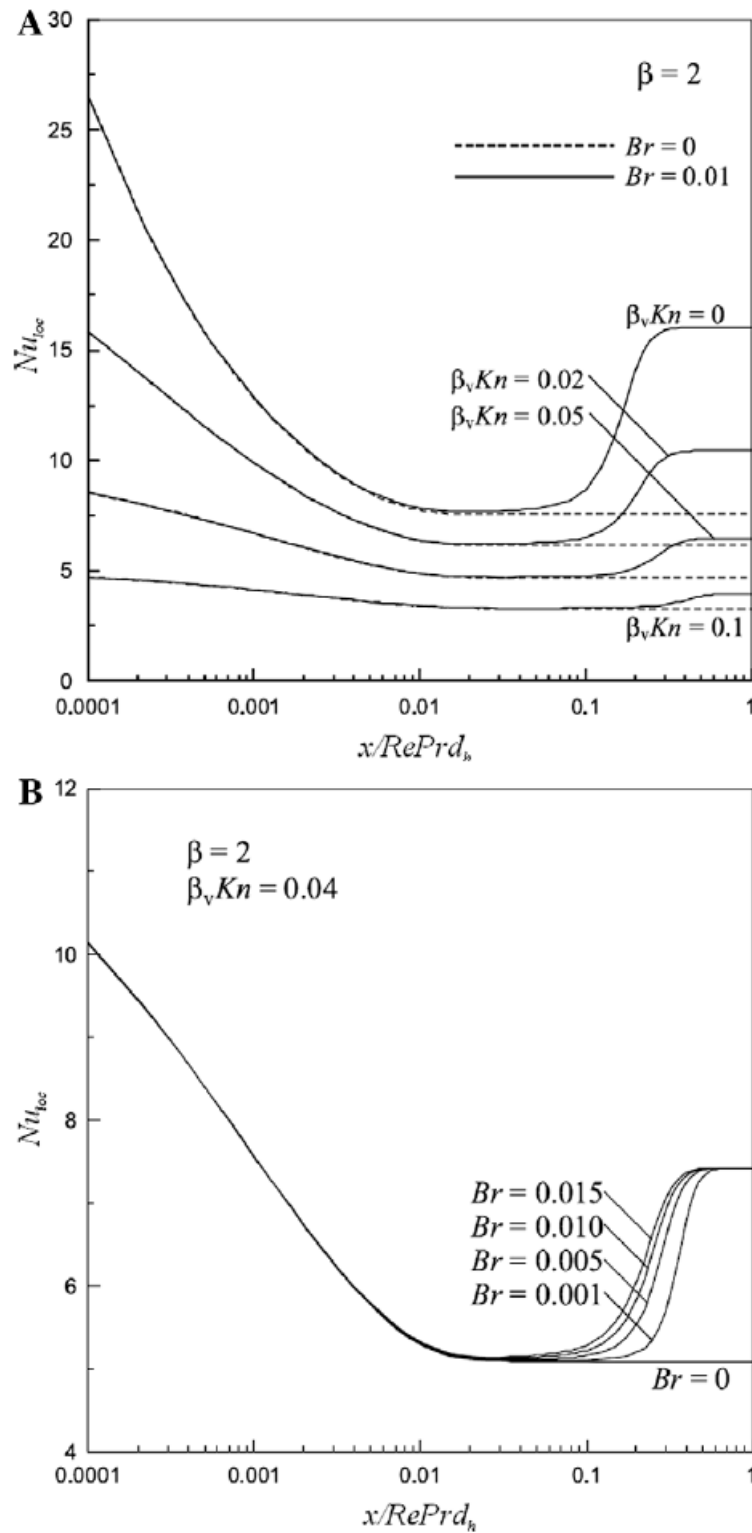 A
30
25
20
15
10
5
0
Nu_loc
β = 2
Br = 0
Br = 0.01
β_vKn = 0
β_vKn = 0.02
β_vKn = 0.05
β_vKn = 0.1
0.0001
0.001
0.01
0.1
1
x/RePrd_h
B
12
10
8
6
4
Nu_loc
β = 2
β_vKn = 0.04
Br = 0.015
Br = 0.010
Br = 0.005
Br = 0.001
Br = 0
0.0001
0.001
0.01
0.1
1
x/RePrd_h